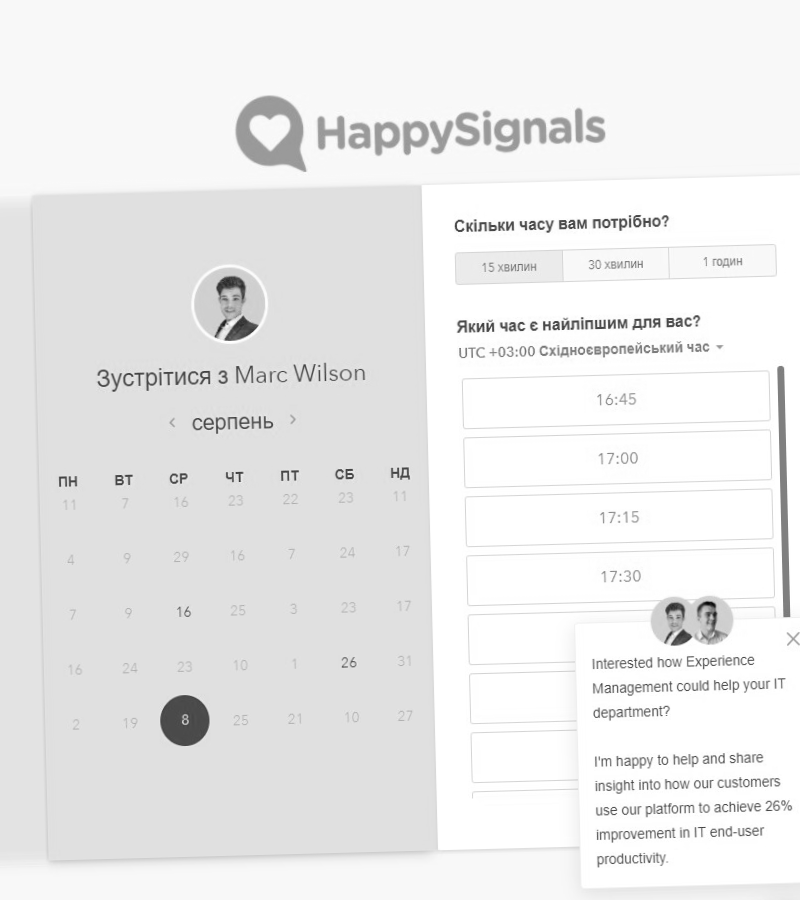 HappySignals
Зустрітися з Marc Wilson
серпень
ПН ВТ СР ЧТ ПТ СБ НД
11 7 16 23 22 23 11
4 9 29 16 7 24 17
7 9 16 25 3 23 17
16 24 23 10 1 26 31
2 19 8 25 21 10 27
Скільки часу вам потрібно?
15 хвилин 30 хвилин 1 годин
Який час є найліпшим для вас?
UTC +03:00 Східноєвропейський час
16:45
17:00
17:15
17:30
Interested how Experience
Management could help your IT
department?
I'm happy to help and share
insight into how our customers
use our platform to achieve 26%
improvement in IT end-user
productivity.